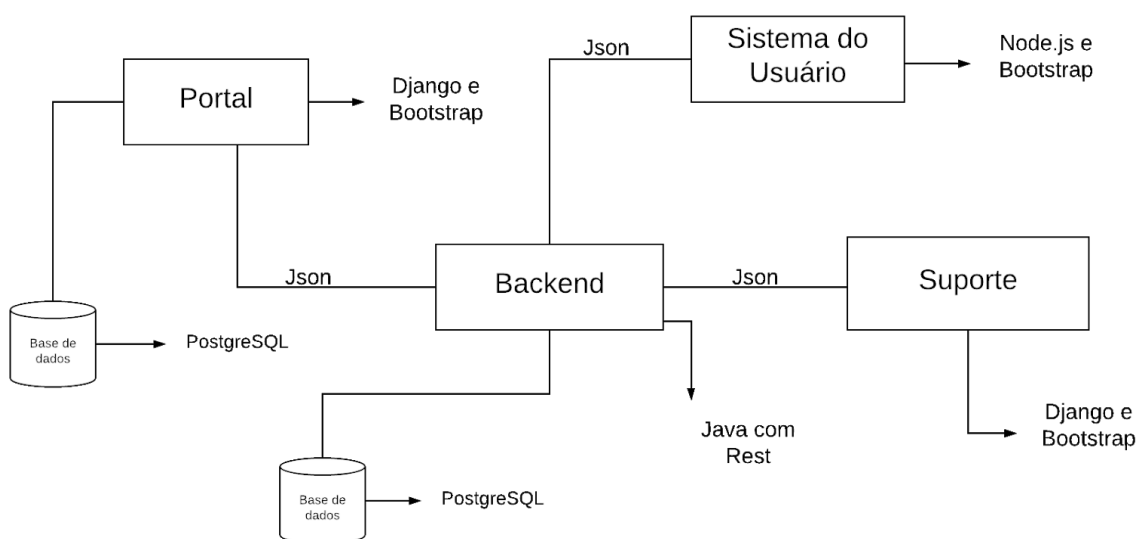 Json
Sistema do
Usuário
Node.js e
Bootstrap
Portal
Django e
Bootstrap
Json
Backend
Json
Suporte
Base de
dados
PostgreSQL
Java com
Rest
Django e
Bootstrap
Base de
dados
PostgreSQL